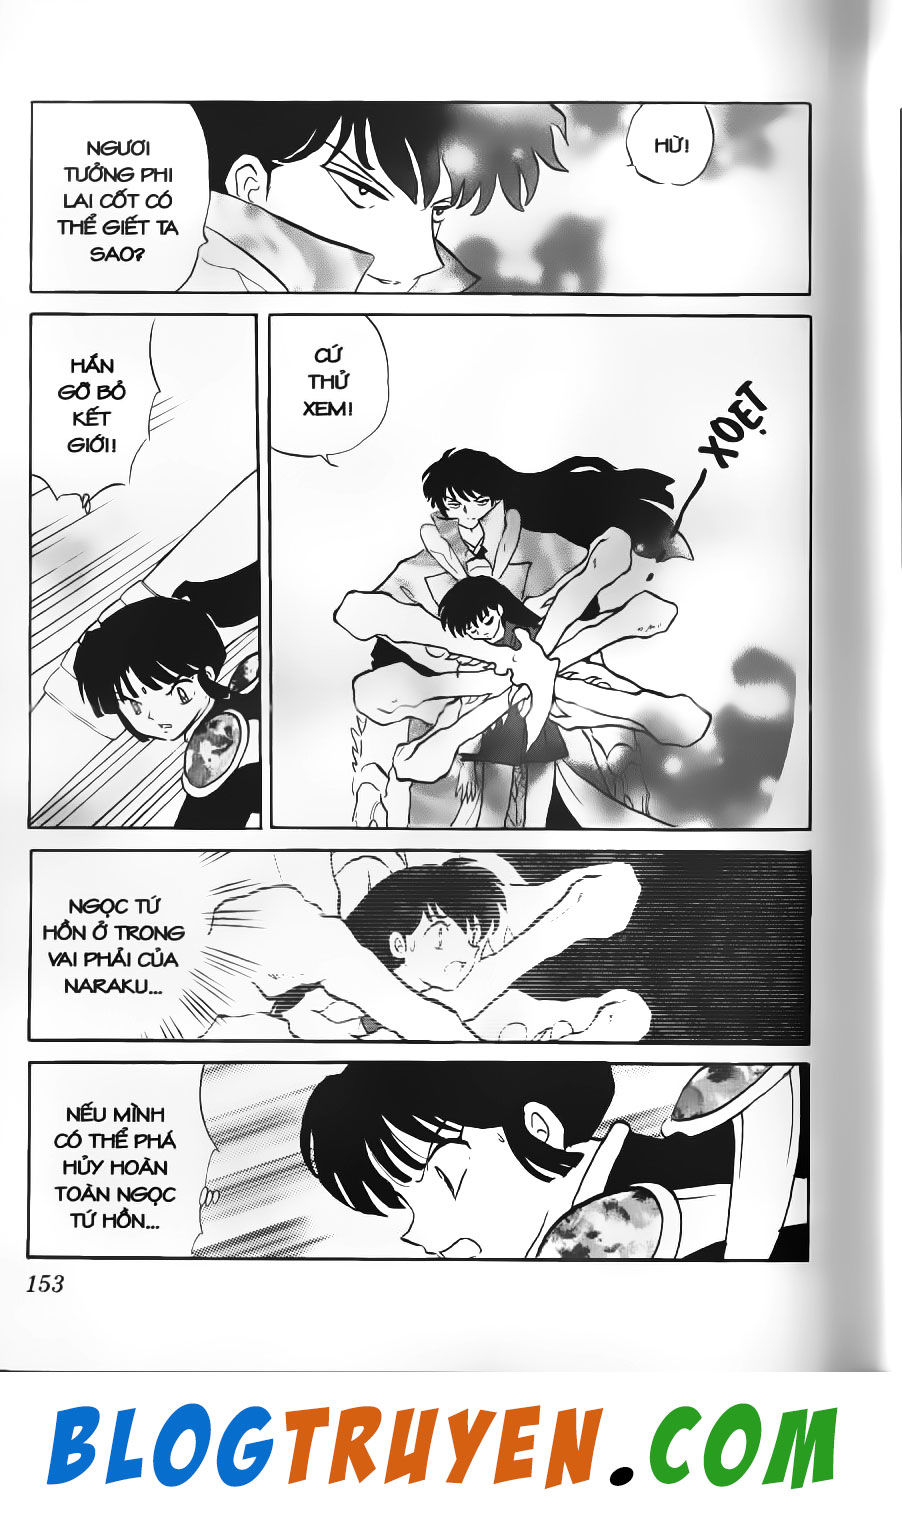 HỪ!
NGƯƠI
TƯỞNG PHI
LAI CỐT CÓ
THỂ GIẾT TA
SAO?
CỨ
THỬ
XEM!
XOẸT
HẮN
GỠ BỎ
KẾT
GIỚI!
NGỌC TỨ
HỒN Ở TRONG
VAI PHẢI CỦA
NARAKU...
NẾU MÌNH
CÓ THỂ PHÁ
HỦY HOÀN
TOÀN NGỌC
TỨ HỒN...
153
BLOGTRUYEN.COM